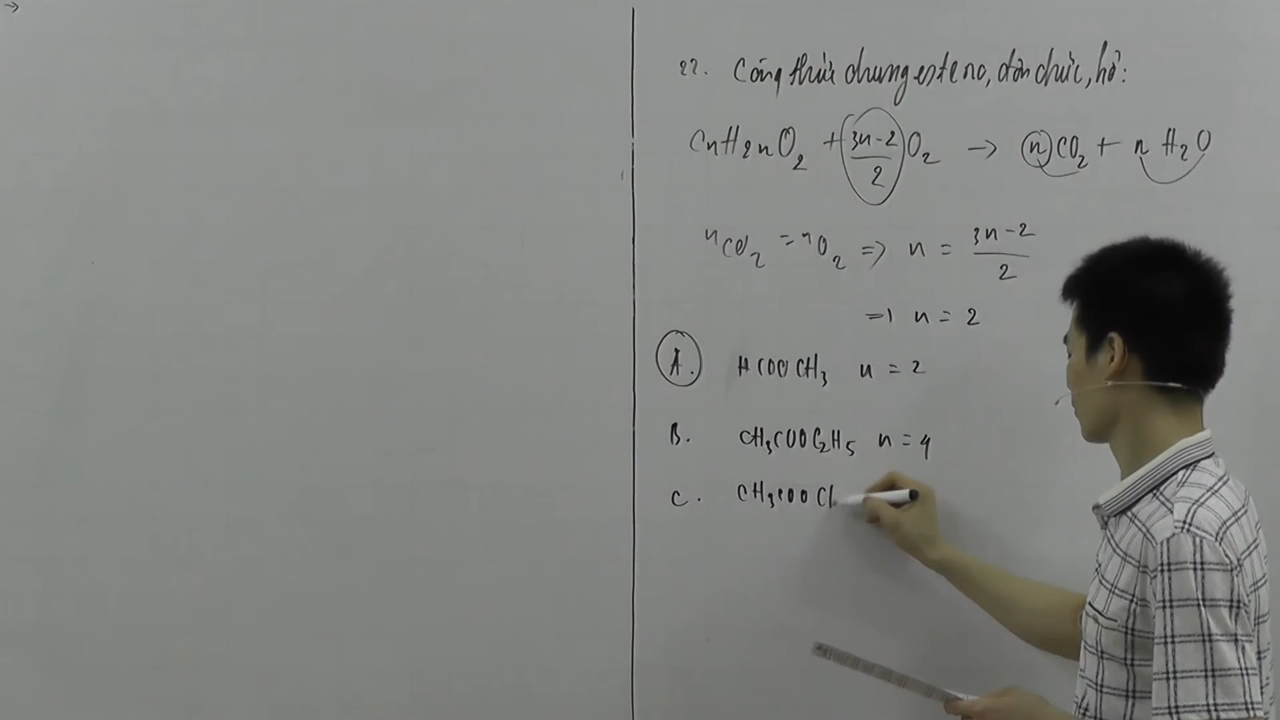 →
22. Công thức chung este no, đơn chức, hở:
CnH2nO2 + (3n-2)/2 O2 → nCO2 + n H2O
nCO2 = nO2 => n = (3n-2)/2
=> n = 2
A. HCOOCH3 n = 2
B. CH3COOC2H5 n = 4
C. CH3COOCH